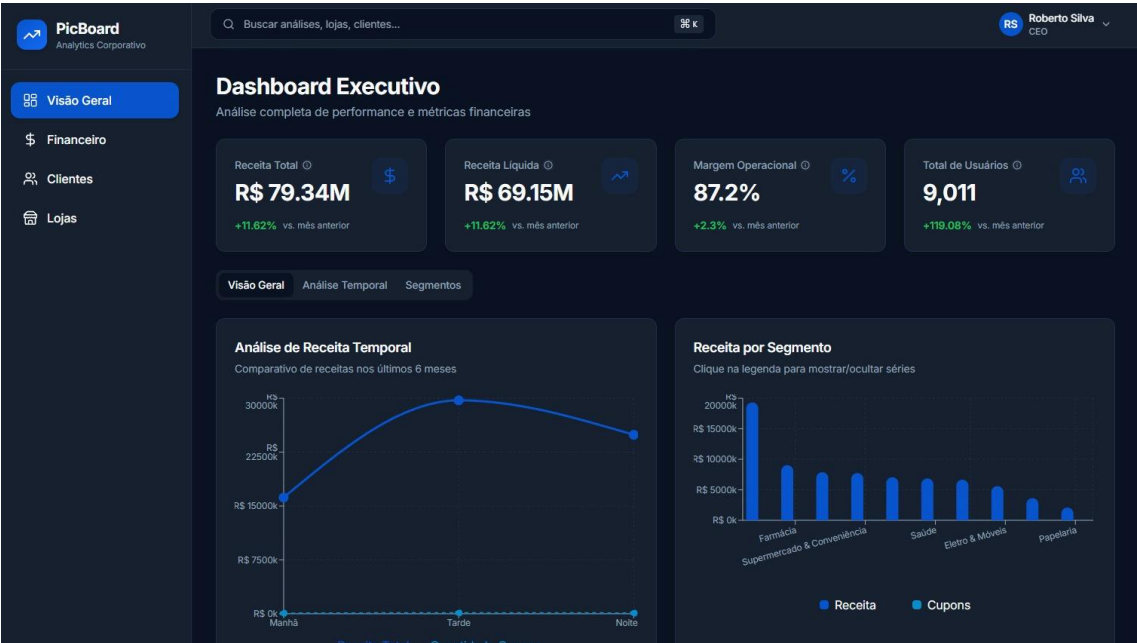 PicBoard
Analytics Corporativo
Buscar análises, lojas, clientes...
⌘ K
RS
Roberto Silva
CEO
Visão Geral
Financeiro
Clientes
Lojas
Dashboard Executivo
Análise completa de performance e métricas financeiras
Receita Total
R$ 79.34M
+11.62% vs. mês anterior
Receita Líquida
R$ 69.15M
+11.62% vs. mês anterior
Margem Operacional
87.2%
+2.3% vs. mês anterior
Total de Usuários
9,011
+119.08% vs. mês anterior
Visão Geral
Análise Temporal
Segmentos
Análise de Receita Temporal
Comparativo de receitas nos últimos 6 meses
R$
30000k
R$
22500k
R$ 15000k
R$ 7500k
R$ 0k
Manhã
Tarde
Noite
Receita por Segmento
Clique na legenda para mostrar/ocultar séries
R$
20000k
R$ 15000k
R$ 10000k
R$ 5000k
R$ 0k
Farmácia
Supermercado & Conveniência
Saúde
Eletro & Móveis
Papelaria
Receita
Cupons